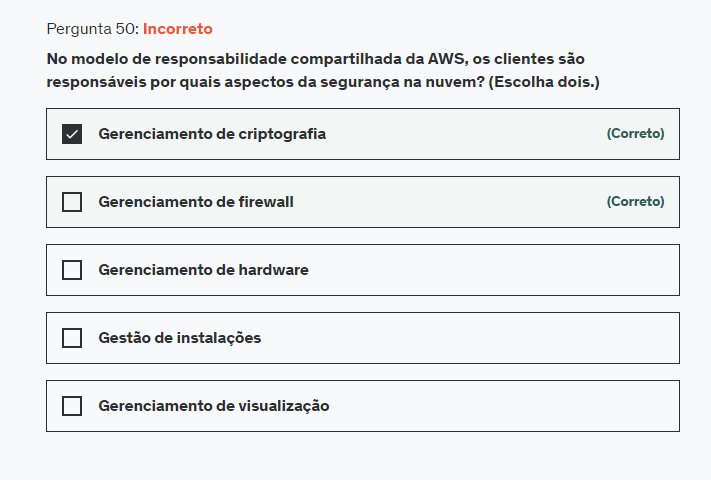 Pergunta 50: Incorreto
No modelo de responsabilidade compartilhada da AWS, os clientes são
responsáveis por quais aspectos da segurança na nuvem? (Escolha dois.)
Gerenciamento de criptografia (Correto)
Gerenciamento de firewall (Correto)
Gerenciamento de hardware
Gestão de instalações
Gerenciamento de visualização